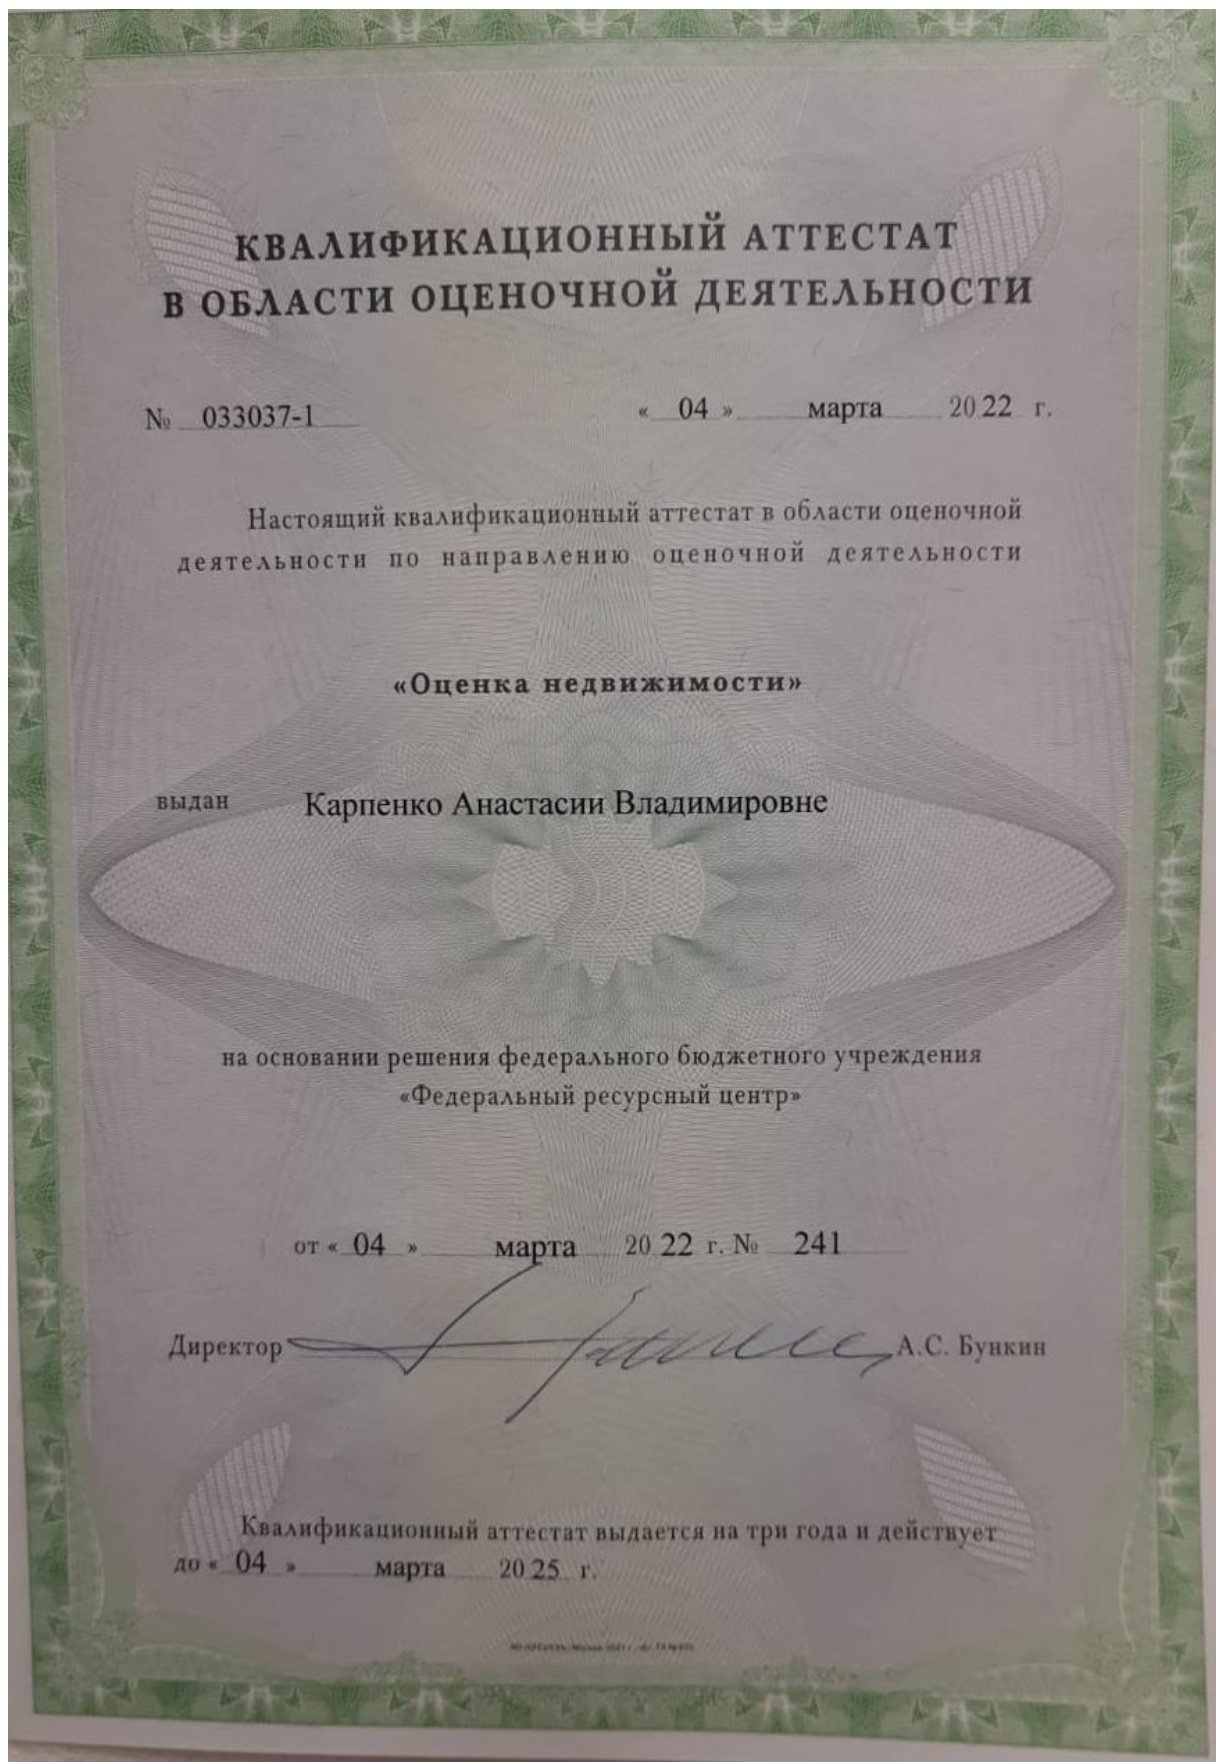 КВАЛИФИКАЦИОННЫЙ АТТЕСТАТ
В ОБЛАСТИ ОЦЕНОЧНОЙ ДЕЯТЕЛЬНОСТИ
№ 033037-1 « 04 » марта 2022 г.
Настоящий квалификационный аттестат в области оценочной
деятельности по направлению оценочной деятельности
«Оценка недвижимости»
выдан Карпенко Анастасии Владимировне
на основании решения федерального бюджетного учреждения
«Федеральный ресурсный центр»
от « 04 » марта 2022 г. № 241
Директор А.С. Бункин
Квалификационный аттестат выдается на три года и действует
до « 04 » марта 2025 г.